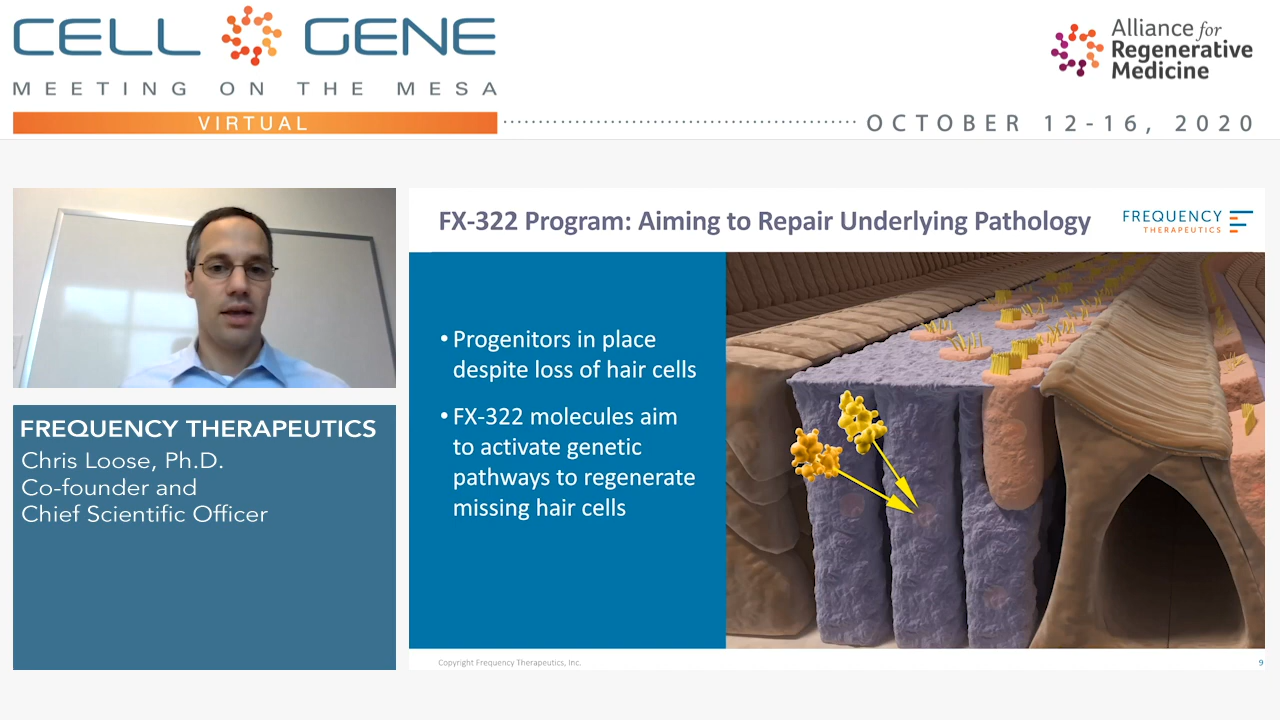 CELL GENE
MEETING ON THE MESA
VIRTUAL
Alliance for
Regenerative
Medicine
OCTOBER 12-16, 2020
FREQUENCY THERAPEUTICS
Chris Loose, Ph.D.
Co-founder and
Chief Scientific Officer
FX-322 Program: Aiming to Repair Underlying Pathology
FREQUENCY
THERAPEUTICS
• Progenitors in place
despite loss of hair cells
• FX-322 molecules aim
to activate genetic
pathways to regenerate
missing hair cells
Copyright Frequency Therapeutics, Inc.
9